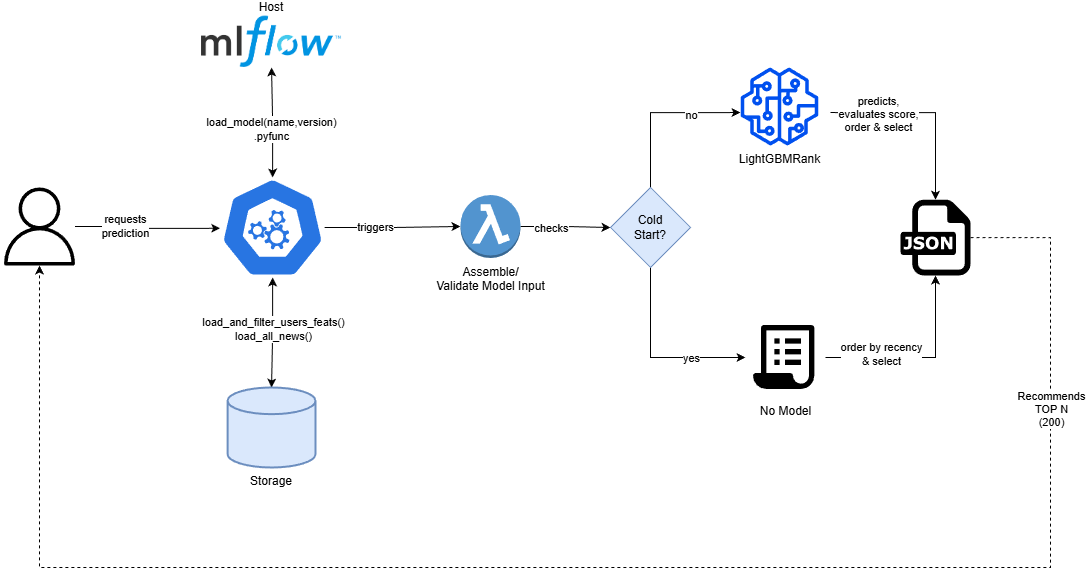 Host
mlflow™
load_model(name,version)
.pyfunc
requests
prediction
triggers
Assemble/
Validate Model Input
checks
Cold
Start?
no
LightGBMRank
predicts,
evaluates score,
order & select
JSON
load_and_filter_users_feats()
load_all_news()
Storage
yes
No Model
order by recency
& select
Recommends
TOP N
(200)